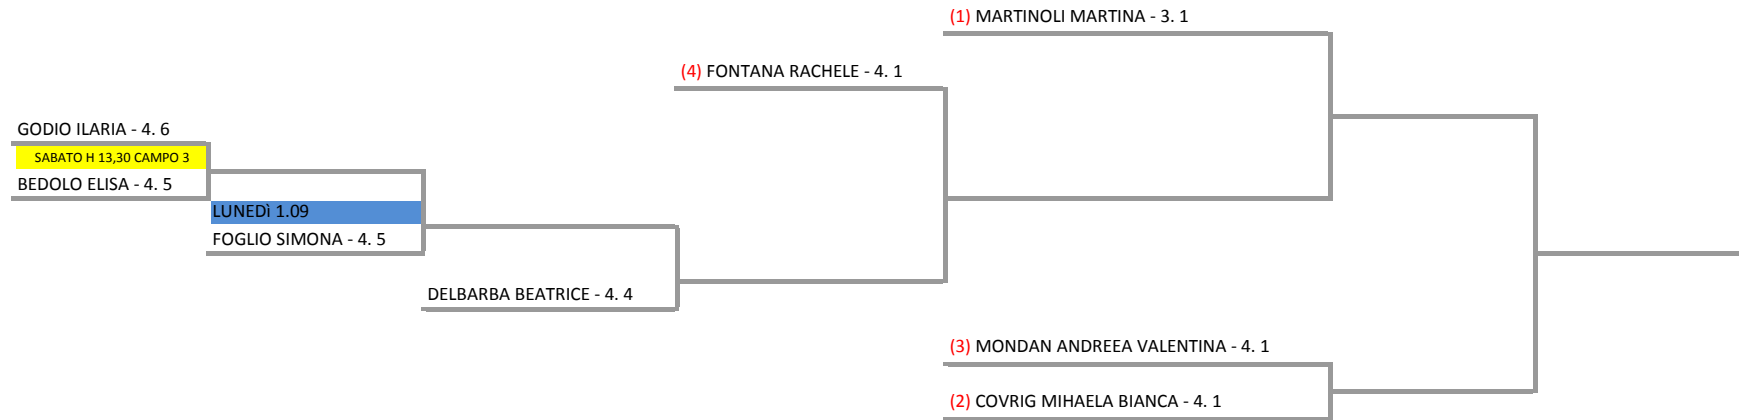 (1) MARTINOLI MARTINA - 3. 1
(4) FONTANA RACHELE - 4. 1
GODIO ILARIA - 4. 6
SABATO H 13,30 CAMPO 3
BEDOLO ELISA - 4. 5
LUNEDì 1.09
FOGLIO SIMONA - 4. 5
DELBARBA BEATRICE - 4. 4
(3) MONDAN ANDREEA VALENTINA - 4. 1
(2) COVRIG MIHAELA BIANCA - 4. 1